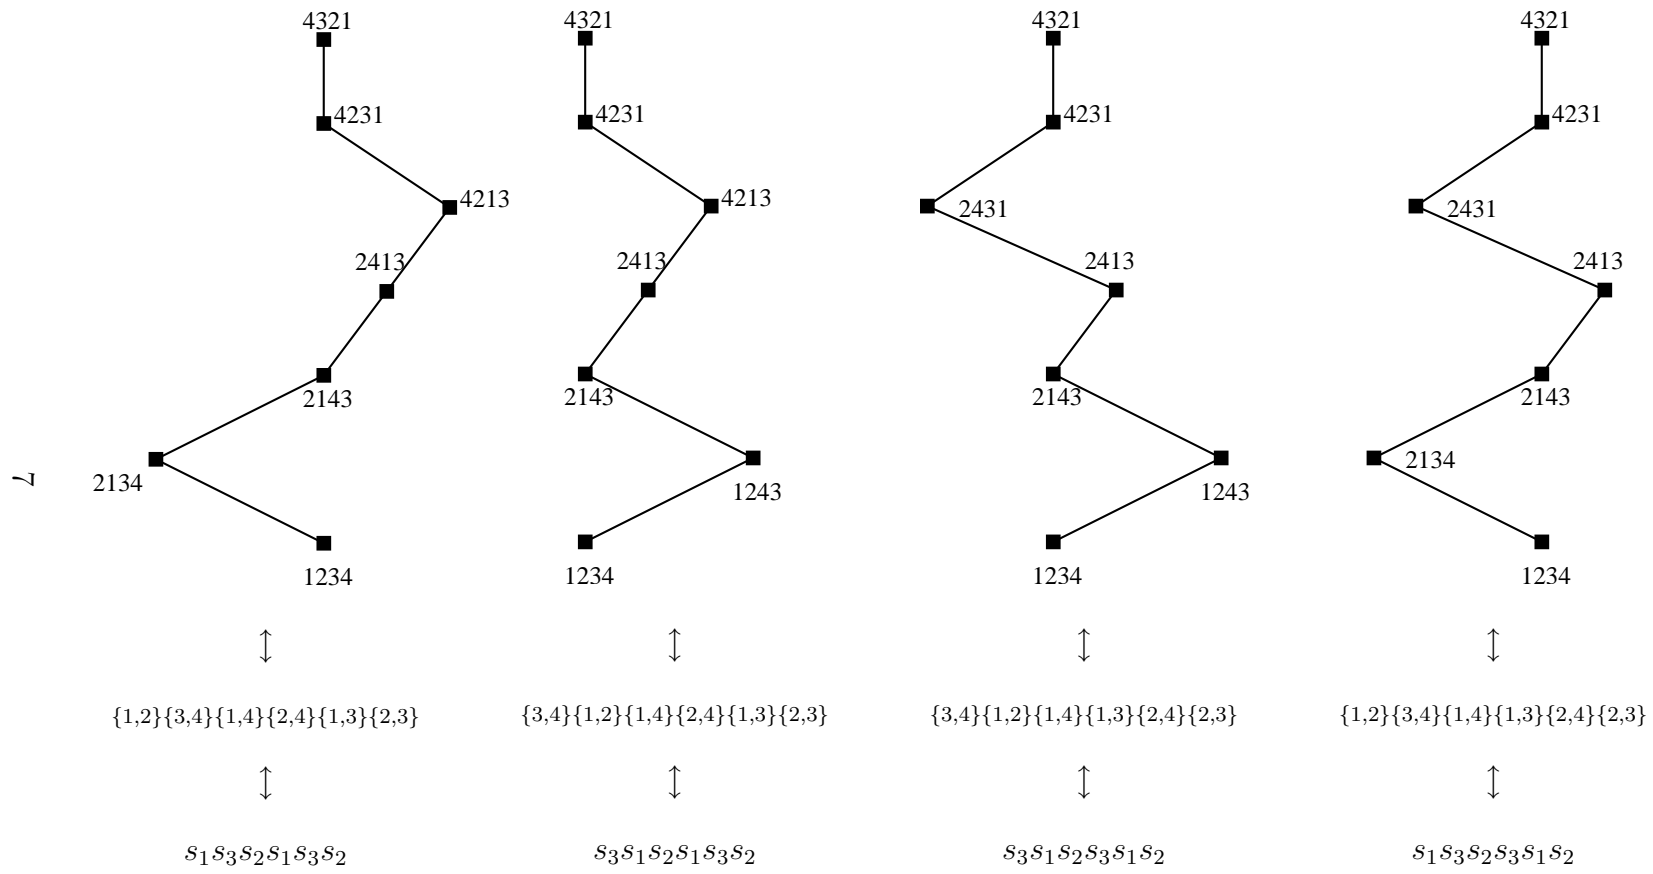 4321 4321 4321 4321
4231 4231 4231 4231
4213 4213 2431 2431
2413 2413 2413 2413
2143 2143 2143 2143
2134 1243 1243 2134
7
1234 1234 1234 1234
↕ ↕ ↕ ↕
{1,2}{3,4}{1,4}{2,4}{1,3}{2,3} {3,4}{1,2}{1,4}{2,4}{1,3}{2,3} {3,4}{1,2}{1,4}{1,3}{2,4}{2,3} {1,2}{3,4}{1,4}{1,3}{2,4}{2,3}
↕ ↕ ↕ ↕
s₁s₃s₂s₁s₃s₂ s₃s₁s₂s₁s₃s₂ s₃s₁s₂s₃s₁s₂ s₁s₃s₂s₃s₁s₂